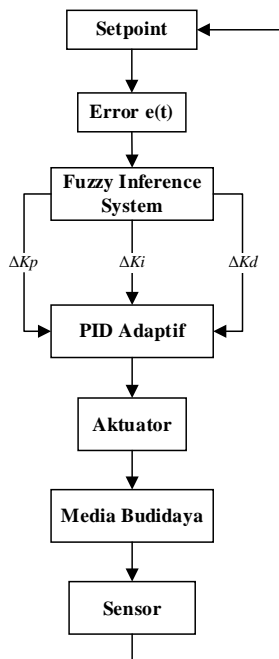 Setpoint
Error e(t)
Fuzzy Inference
System
ΔKp
ΔKi
ΔKd
PID Adaptif
Aktuator
Media Budidaya
Sensor